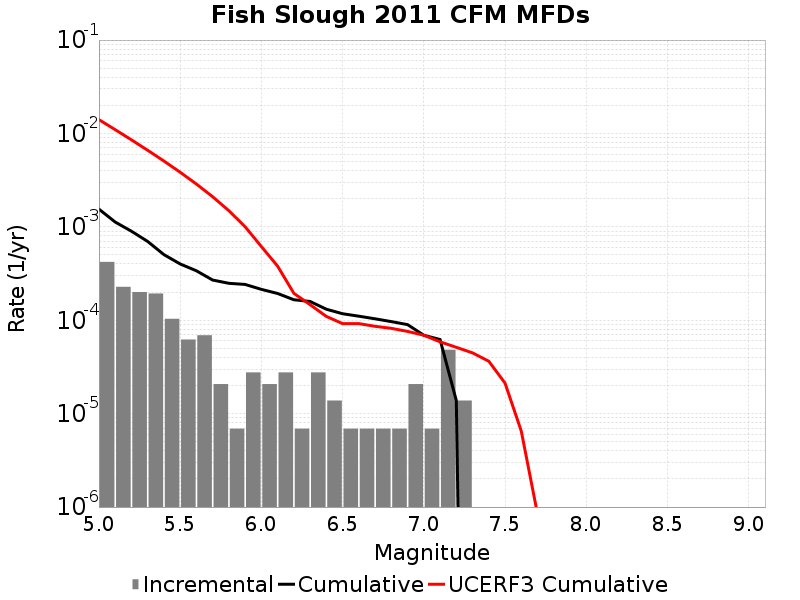 Fish Slough 2011 CFM MFDs
10-1
10-2
10-3
10-4
10-5
10-6
Rate (1/yr)
5.0 5.5 6.0 6.5 7.0 7.5 8.0 8.5 9.0
Magnitude
Incremental Cumulative UCERF3 Cumulative